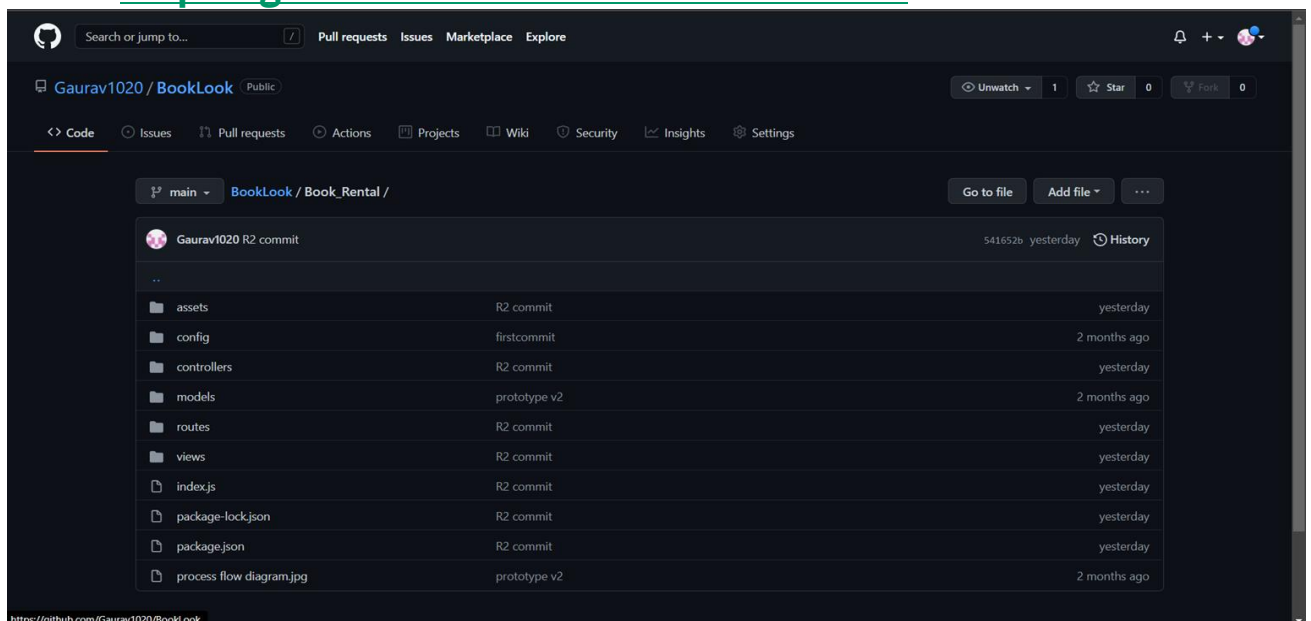 Search or jump to... / Pull requests Issues Marketplace Explore
Gaurav1020 / BookLook Public Unwatch 1 Star 0 Fork 0
<> Code Issues Pull requests Actions Projects Wiki Security Insights Settings
main BookLook / Book_Rental / Go to file Add file ...
Gaurav1020 R2 commit 541652b yesterday History
..
assets R2 commit yesterday
config firstcommit 2 months ago
controllers R2 commit yesterday
models prototype v2 2 months ago
routes R2 commit yesterday
views R2 commit yesterday
index.js R2 commit yesterday
package-lock.json R2 commit yesterday
package.json R2 commit yesterday
process flow diagram.jpg prototype v2 2 months ago
https://github.com/Gaurav1020/BookLook